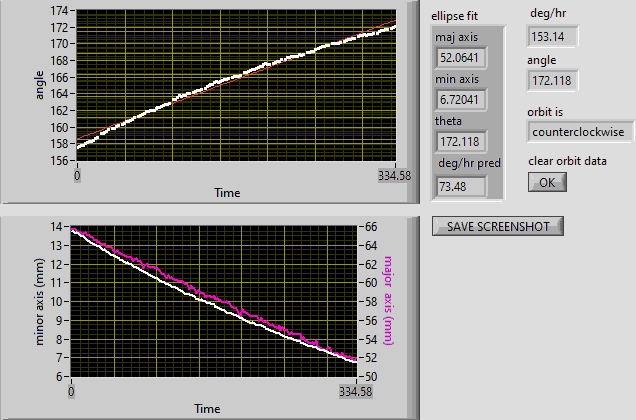 174
172
170
168
166
164
162
160
158
156
angle
0
334.58
Time
ellipse fit
maj axis
52.0641
min axis
6.72041
theta
172.118
deg/hr pred
73.48
deg/hr
153.14
angle
172.118
orbit is
counterclockwise
clear orbit data
OK
SAVE SCREENSHOT
14
13
12
11
10
9
8
7
6
minor axis (mm)
66
64
62
60
58
56
54
52
50
major axis (mm)
0
334.58
Time